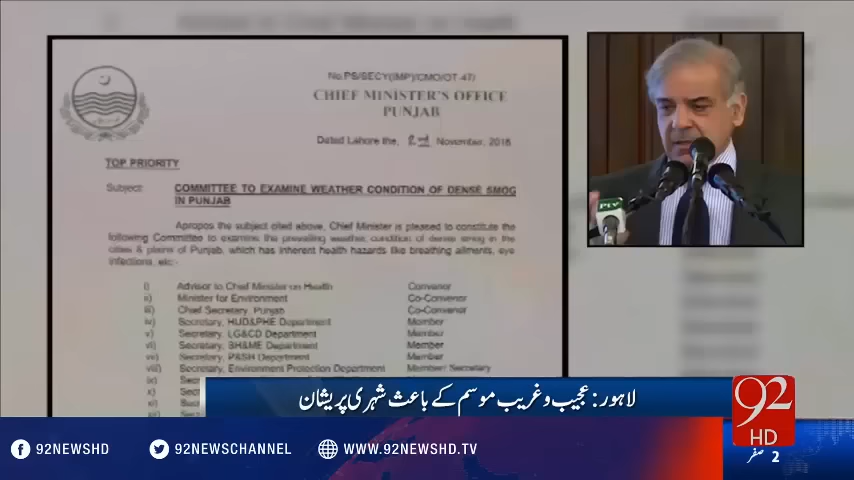 No.PS/SECY(IMP)/CMO/OT-47/
CHIEF MINISTER'S OFFICE
PUNJAB
Dated Lahore the, November, 2016
TOP PRIORITY
Subject: COMMITTEE TO EXAMINE WEATHER CONDITION OF DENSE SMOG
IN PUNJAB
Apropos the subject cited above, Chief Minister is pleased to constitute the
following Committee to examine the prevailing weather condition of dense smog in the
cities & plains of Punjab, which has inherent health hazards like breathing ailments, eye
infections, etc:-
i) Advisor to Chief Minister on Health Convenor
ii) Minister for Environment Co-Convenor
iii) Chief Secretary, Punjab Co-Convenor
iv) Secretary, HUD&PHE Department Member
v) Secretary, LG&CD Department Member
vi) Secretary, SH&ME Department Member
vii) Secretary, P&SH Department Member
viii) Secretary, Environment Protection Department Member/Secretary
ix)
x)
xi)
PTV
لاہور: عجیب و غریب موسم کے باعث شہری پریشان
92
HD
2 صفر
92NEWSHD 92NEWSCHANNEL WWW.92NEWSHD.TV